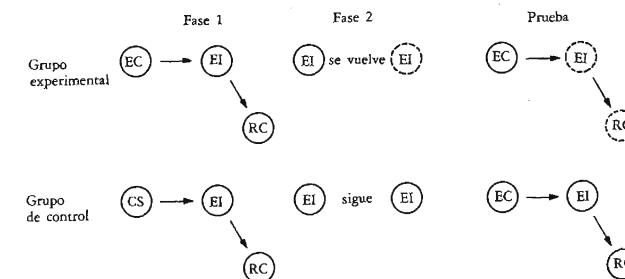 Fase 1 Fase 2 Prueba
Grupo experimental
EC EI EI se vuelve EI EC EI
RC
Grupo de control
CS EI EI sigue EI EC EI
RC